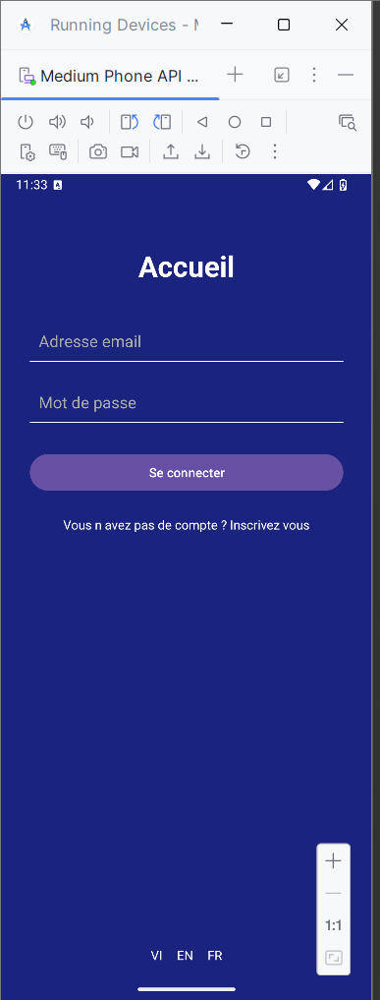 Running Devices - M
Medium Phone API ...
11:33
Accueil
Adresse email
Mot de passe
Se connecter
Vous n avez pas de compte ? Inscrivez vous
1:1
VI EN FR